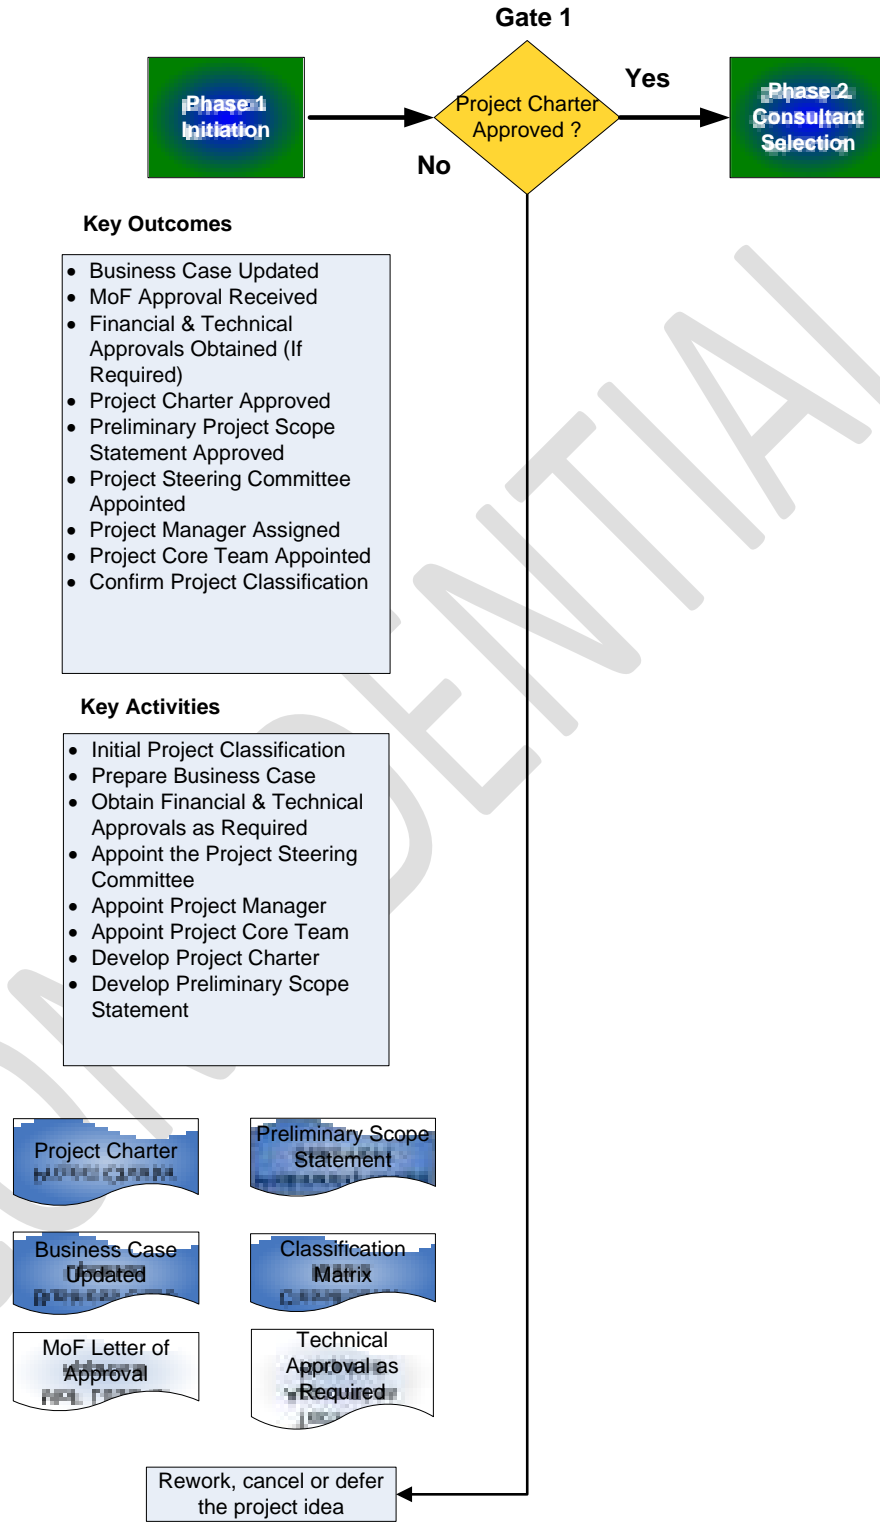 Gate 1
Phase 1
Initiation
Project Charter
Approved ?
Yes
No
Phase 2
Consultant
Selection
Key Outcomes
• Business Case Updated
• MoF Approval Received
• Financial & Technical
Approvals Obtained (If
Required)
• Project Charter Approved
• Preliminary Project Scope
Statement Approved
• Project Steering Committee
Appointed
• Project Manager Assigned
• Project Core Team Appointed
• Confirm Project Classification
Key Activities
• Initial Project Classification
• Prepare Business Case
• Obtain Financial & Technical
Approvals as Required
• Appoint the Project Steering
Committee
• Appoint Project Manager
• Appoint Project Core Team
• Develop Project Charter
• Develop Preliminary Scope
Statement
Project Charter
Preliminary Scope
Statement
Business Case
Updated
Classification
Matrix
MoF Letter of
Approval
Technical
Approval as
Required
Rework, cancel or defer
the project idea
CONFIDENTIAL